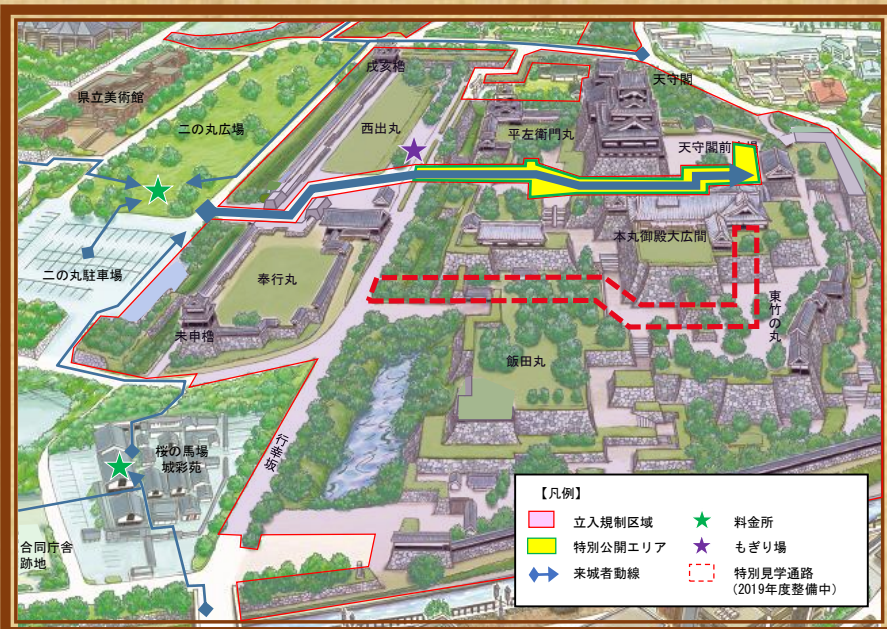 戌亥櫓
天守閣
県立美術館
二の丸広場
西出丸
平左衛門丸
天守閣前
本丸御殿大広間
二の丸駐車場
奉行丸
東竹の丸
未申櫓
飯田丸
行幸坂
桜の馬場
城彩苑
合同庁舎
跡地
【凡例】
立入規制区域
料金所
特別公開エリア
もぎり場
来城者動線
特別見学通路
(2019年度整備中)